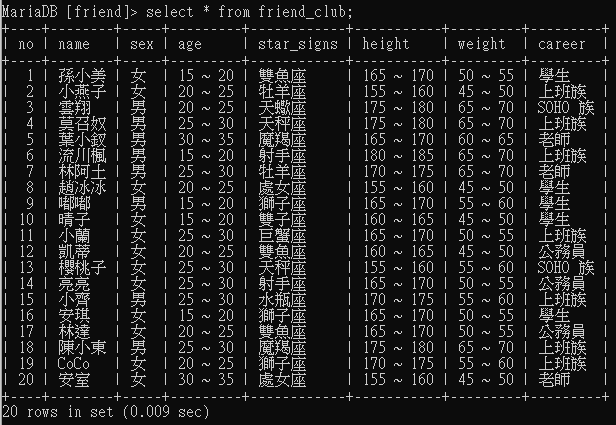 MariaDB [friend]> select * from friend_club;
+----+--------+-----+---------+------------+-----------+---------+---------+
| no | name | sex | age | star_signs | height | weight | career |
+----+--------+-----+---------+------------+-----------+---------+---------+
| 1 | 孫小美 | 女 | 15 ~ 20 | 雙魚座 | 165 ~ 170 | 50 ~ 55 | 學生 |
| 2 | 小燕子 | 女 | 20 ~ 25 | 牡羊座 | 155 ~ 160 | 45 ~ 50 | 上班族 |
| 3 | 雲翔 | 男 | 20 ~ 25 | 天蠍座 | 175 ~ 180 | 65 ~ 70 | SOHO 族 |
| 4 | 莫召奴 | 男 | 25 ~ 30 | 天秤座 | 175 ~ 180 | 60 ~ 65 | 上班族 |
| 5 | 葉小釵 | 男 | 30 ~ 35 | 魔羯座 | 165 ~ 170 | 60 ~ 65 | 老師 |
| 6 | 流川楓 | 男 | 15 ~ 20 | 射手座 | 180 ~ 185 | 65 ~ 70 | 上班族 |
| 7 | 林阿土 | 男 | 25 ~ 30 | 牡羊座 | 170 ~ 175 | 65 ~ 70 | 老師 |
| 8 | 趙冰冰 | 女 | 20 ~ 25 | 處女座 | 155 ~ 160 | 45 ~ 50 | 學生 |
| 9 | 嘟嘟 | 男 | 15 ~ 20 | 獅子座 | 165 ~ 170 | 55 ~ 60 | 學生 |
| 10 | 晴子 | 女 | 15 ~ 20 | 雙子座 | 160 ~ 165 | 45 ~ 50 | 學生 |
| 11 | 小蘭 | 女 | 25 ~ 30 | 巨蟹座 | 165 ~ 170 | 50 ~ 55 | 上班族 |
| 12 | 凱蒂 | 女 | 20 ~ 25 | 雙子座 | 155 ~ 160 | 45 ~ 50 | 公務員 |
| 13 | 櫻桃子 | 女 | 25 ~ 30 | 天秤座 | 155 ~ 160 | 55 ~ 60 | SOHO 族 |
| 14 | 亮亮 | 女 | 25 ~ 30 | 射手座 | 165 ~ 170 | 50 ~ 55 | 公務員 |
| 15 | 小齊 | 男 | 25 ~ 30 | 水瓶座 | 170 ~ 175 | 55 ~ 60 | 上班族 |
| 16 | 安琪 | 女 | 15 ~ 20 | 獅子座 | 155 ~ 160 | 45 ~ 50 | 學生 |
| 17 | 林達 | 女 | 20 ~ 25 | 雙魚座 | 165 ~ 170 | 50 ~ 55 | 公務員 |
| 18 | 陳小東 | 男 | 25 ~ 30 | 魔羯座 | 175 ~ 180 | 60 ~ 65 | 上班族 |
| 19 | CoCo | 女 | 20 ~ 25 | 獅子座 | 170 ~ 175 | 55 ~ 60 | 上班族 |
| 20 | 安室 | 女 | 30 ~ 35 | 處女座 | 155 ~ 160 | 45 ~ 50 | 老師 |
+----+--------+-----+---------+------------+-----------+---------+---------+
20 rows in set (0.009 sec)